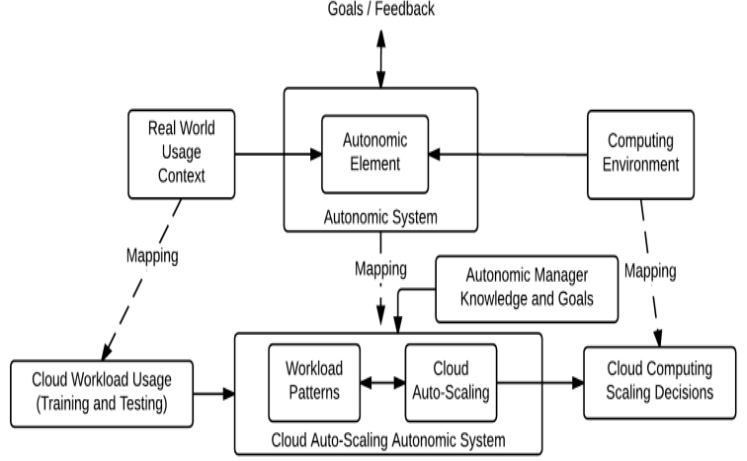 Goals / Feedback
Real World
Usage
Context
Autonomic
Element
Computing
Environment
Autonomic System
Mapping
Mapping
Mapping
Autonomic Manager
Knowledge and Goals
Cloud Workload Usage
(Training and Testing)
Workload
Patterns
Cloud
Auto-Scaling
Cloud Computing
Scaling Decisions
Cloud Auto-Scaling Autonomic System